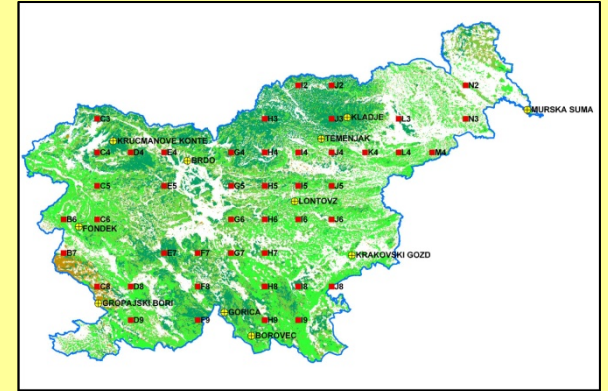 I2 J2 N2
MURSKA SUMA
C3 H3 J3 KLADJE L3 N3
KRUCMANOVE KONTE
TEMENJAK
C4 D4 E4 G4 H4 I4 J4 K4 L4 M4
BRDO
C5 E5 G5 H5 I5 J5
LONTOVZ
B6 C6 G6 H6 I6 J6
FONDEK
B7 E7 F7 G7 H7 KRAKOVSKI GOZD
C8 D8 F8 H8 I8 J8
GROPAJSKI BORI
GORICA
D9 F9 H9 I9
BOROVEC